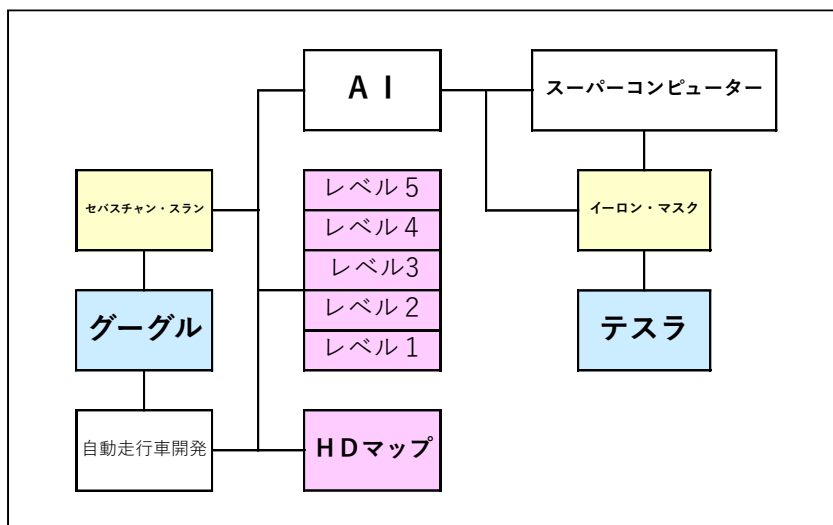 ＡＩ
スーパーコンピューター
セバスチャン・スラン
レベル５
レベル４
レベル3
レベル２
レベル１
イーロン・マスク
グーグル
テスラ
自動走行車開発
ＨＤマップ